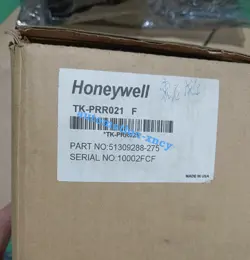 Honeywell
TK-PRR021 F
*TK-PRR021*
PART NO:51309288-275
SERIAL NO:10002FCF
MADE IN USA